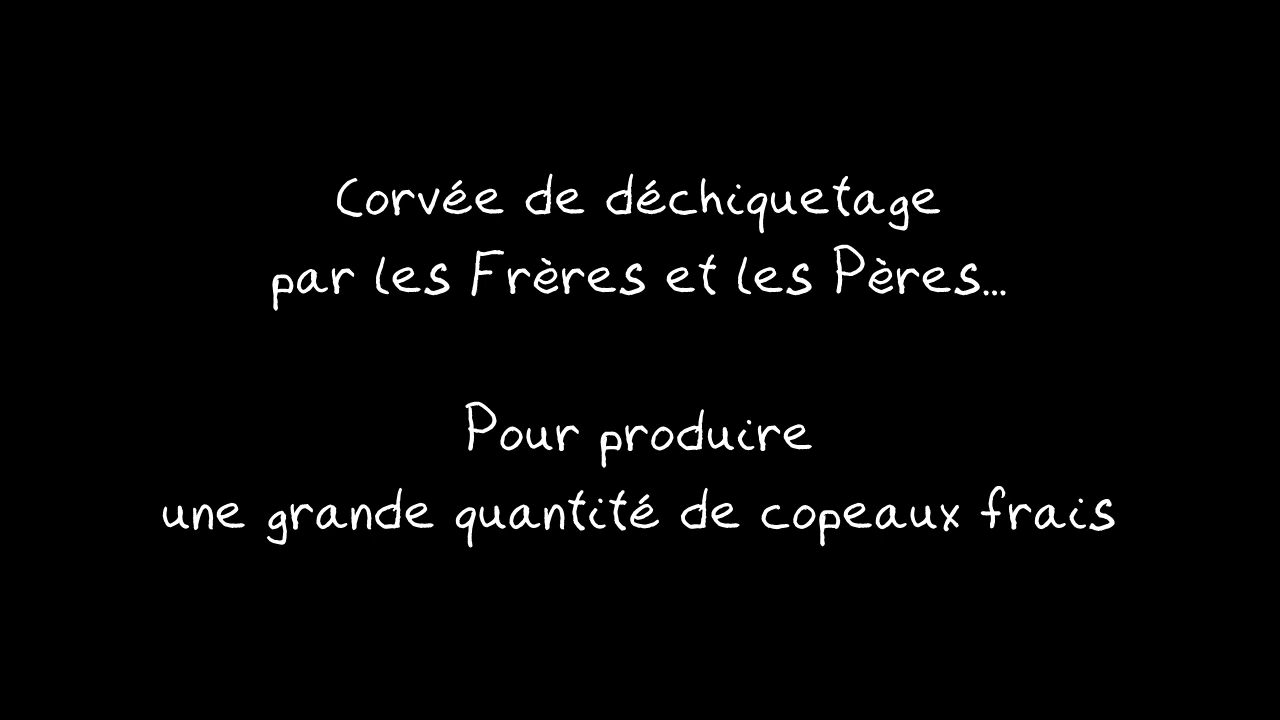 Corvée de déchiquetage
par les Frères et les Pères...
Pour produire
une grande quantité de copeaux frais